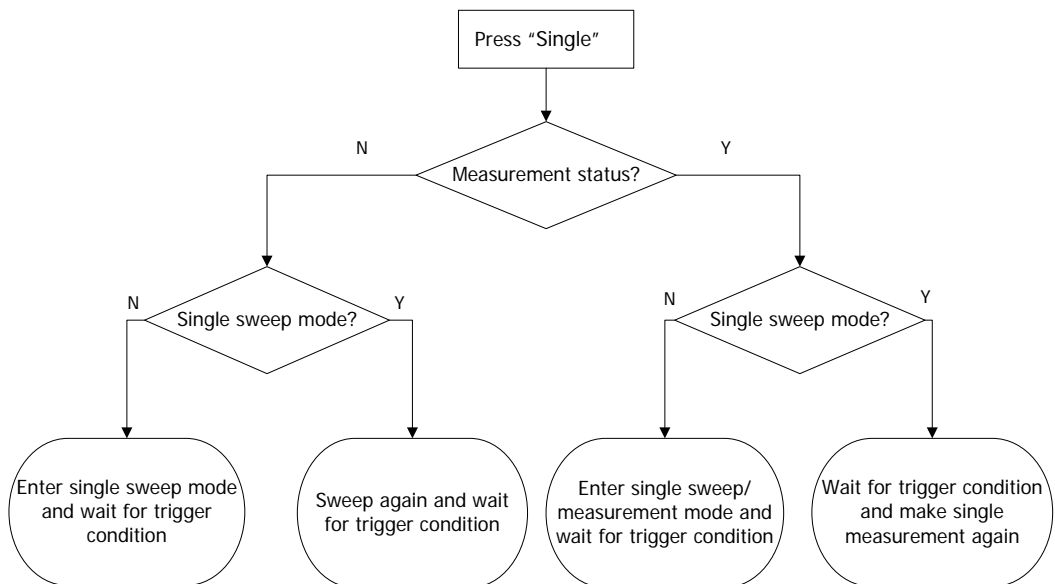 Press “Single”
N
Y
Measurement status?
N
Y
N
Y
Single sweep mode?
Single sweep mode?
Enter single sweep mode
and wait for trigger
condition
Sweep again and wait
for trigger condition
Enter single sweep/
measurement mode and
wait for trigger condition
Wait for trigger condition
and make single
measurement again